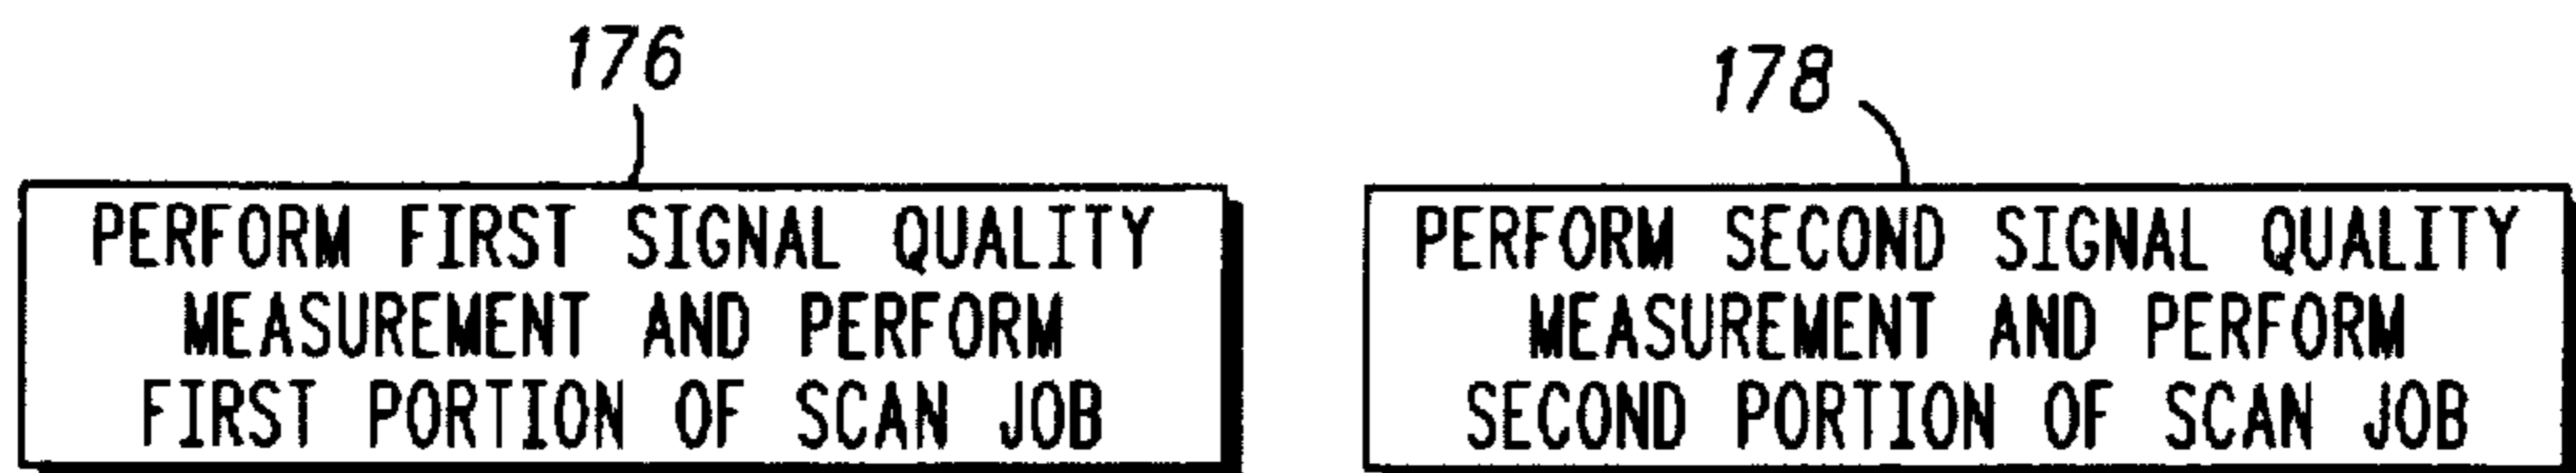 176
PERFORM FIRST SIGNAL QUALITY
MEASUREMENT AND PERFORM
FIRST PORTION OF SCAN JOB
178
PERFORM SECOND SIGNAL QUALITY
MEASUREMENT AND PERFORM
SECOND PORTION OF SCAN JOB